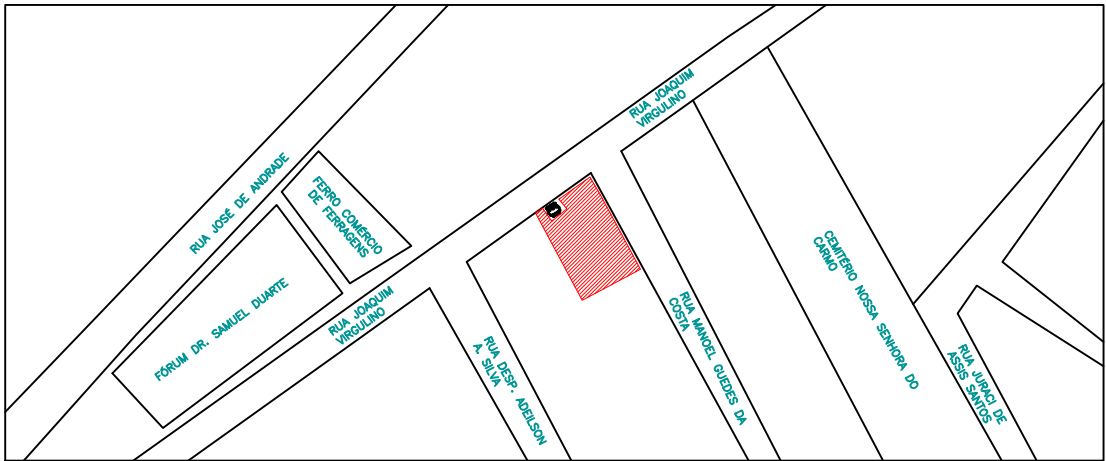 RUA JOAQUIM
VIRGULINO
RUA JOSÉ DE ANDRADE
FERRO COMÉRCIO
DE FERRAGENS
FÓRUM DR. SAMUEL DUARTE
RUA JOAQUIM
VIRGULINO
RUA DESP. ADEILSON
A. SILVA
RUA MANOEL GUEDES DA
COSTA
CEMITÉRIO NOSSA SENHORA DO
CARMO
RUA JURACI DE
ASSIS SANTOS